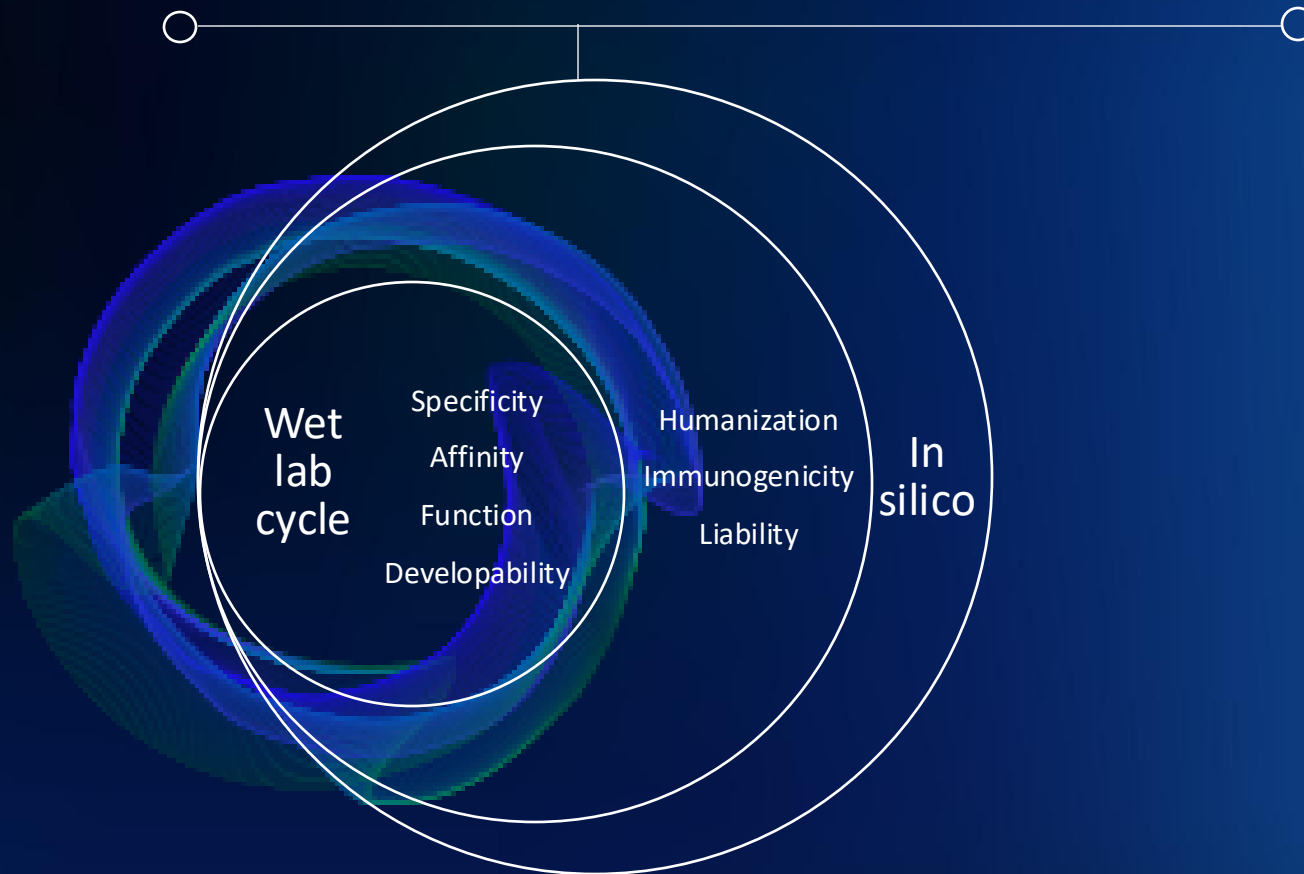 Wet
lab
cycle
Specificity
Affinity
Function
Developability
Humanization
Immunogenicity
Liability
In
silico